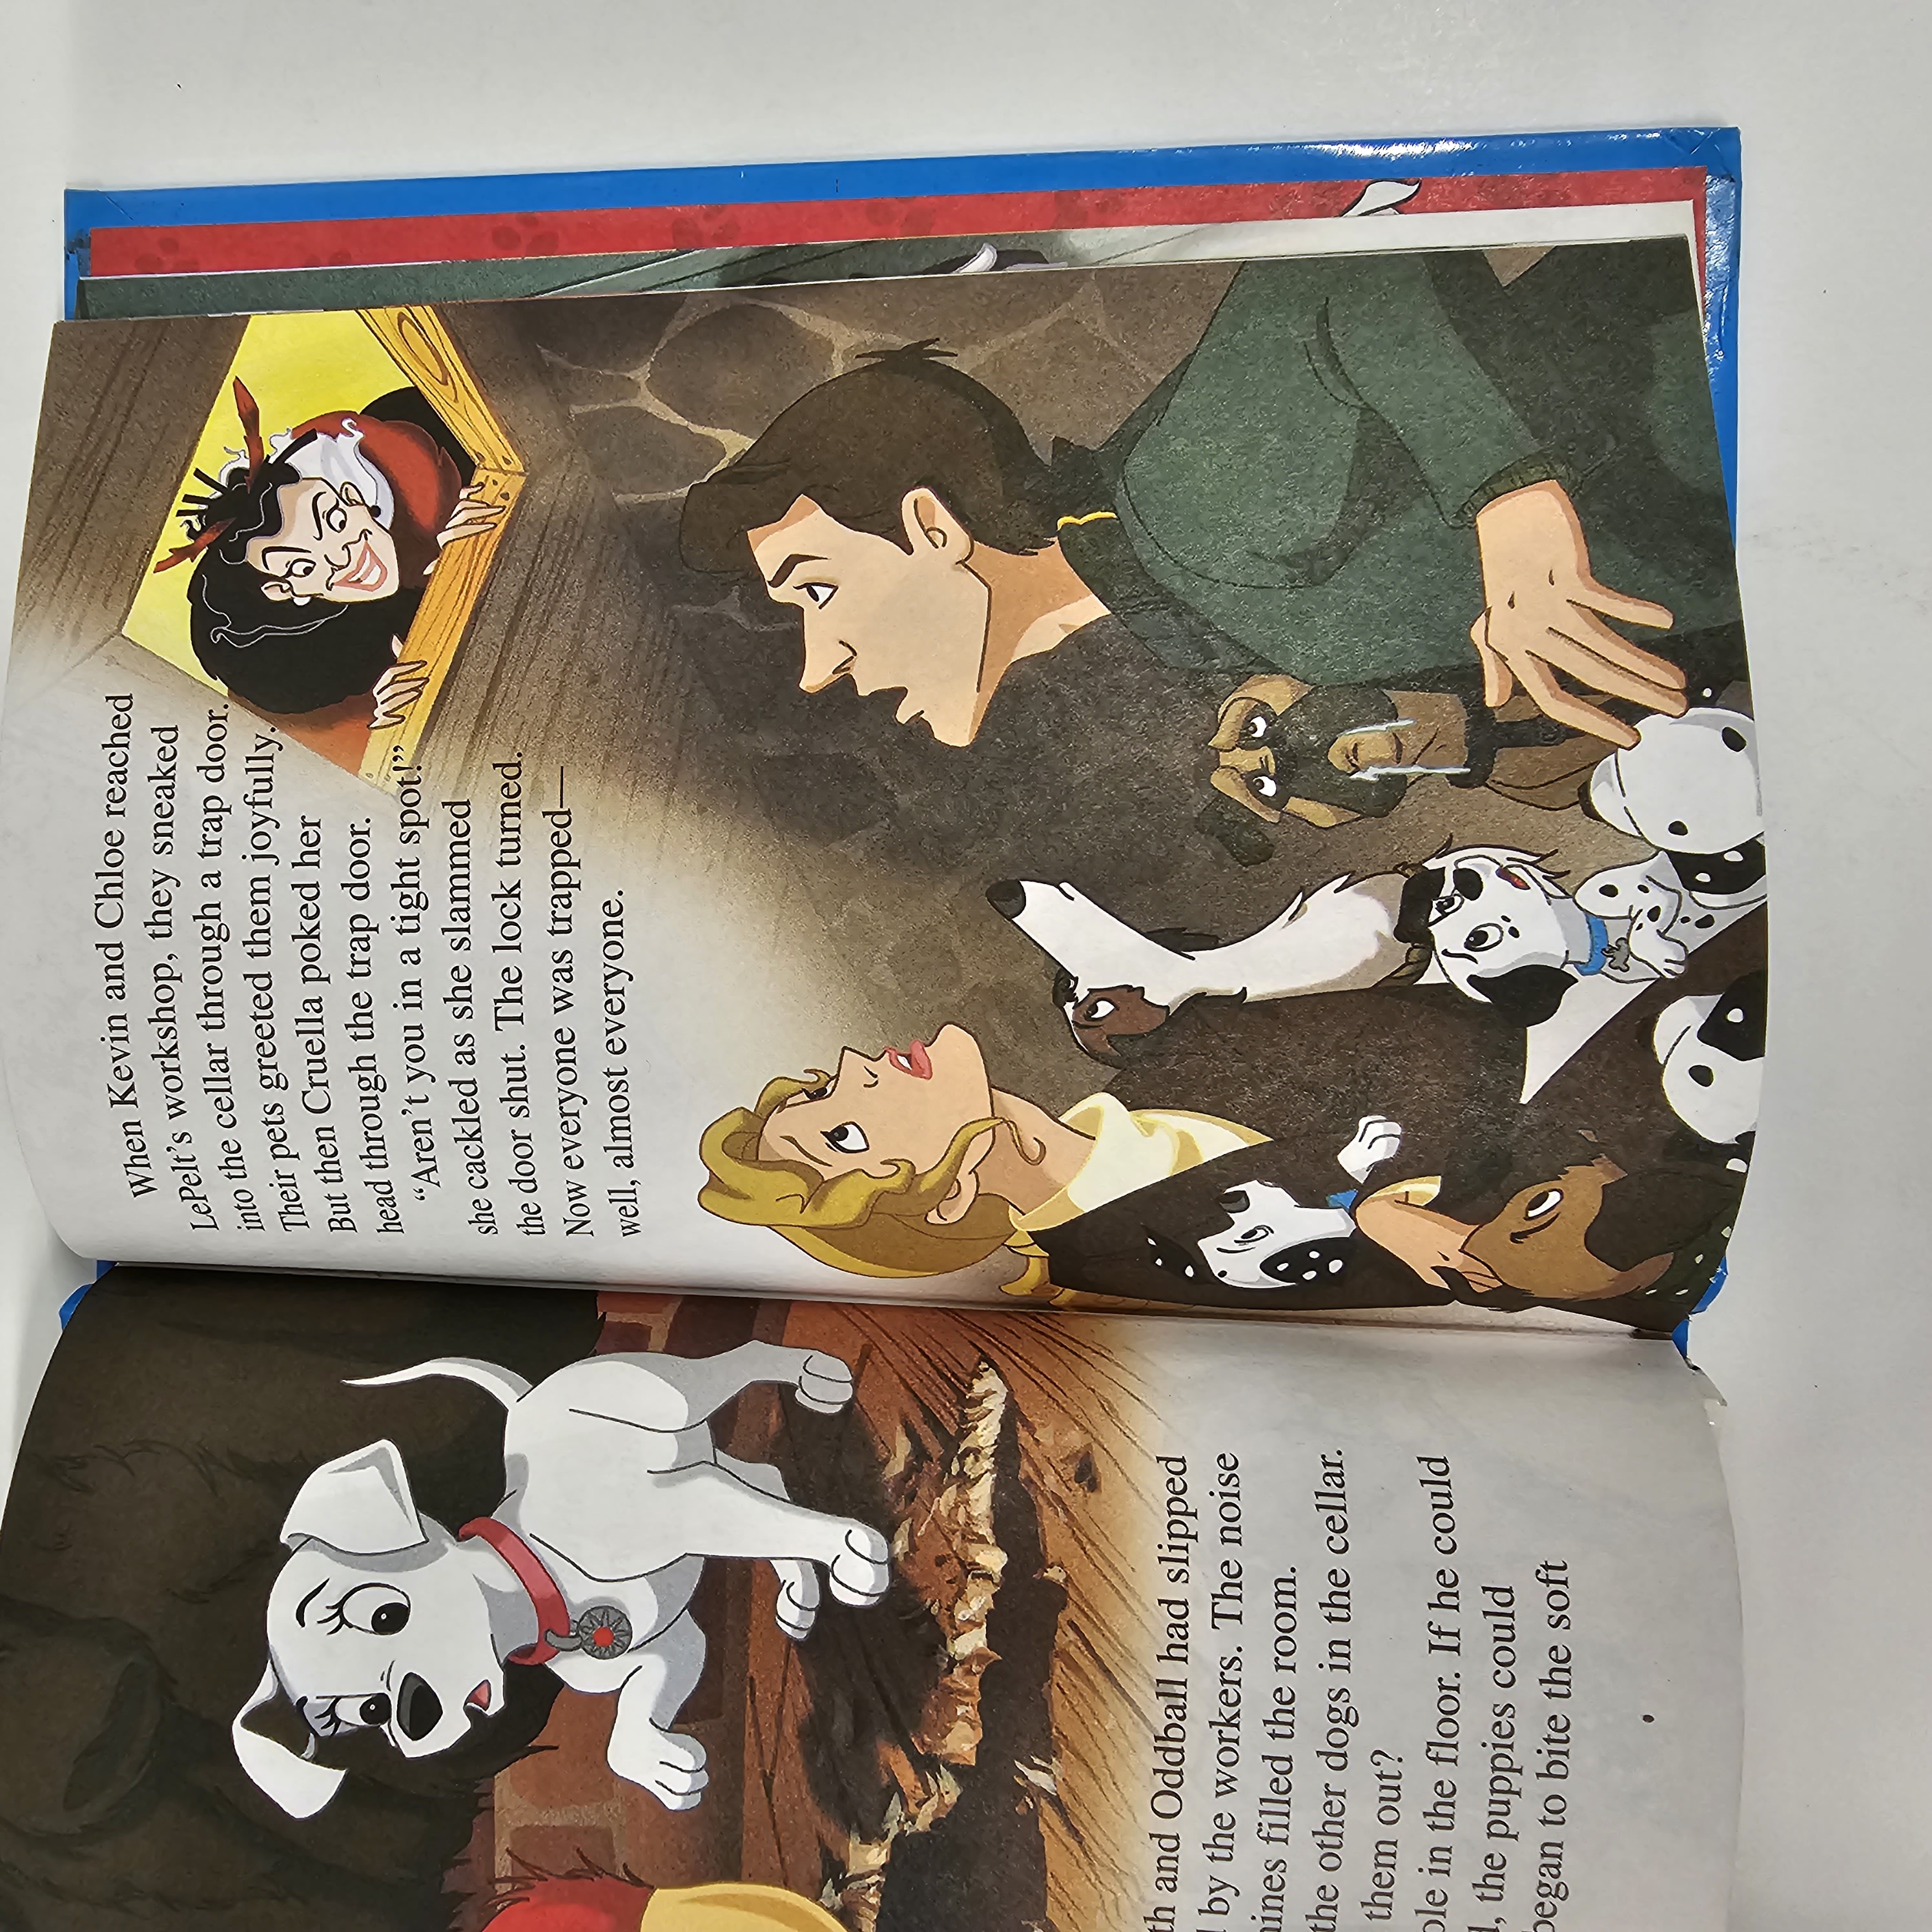 and Oddball had slipped
by the workers. The noise
filled the room.
the other dogs in the cellar.
them out?
in the floor. If he could
the puppies could
began to bite the soft
When Kevin and Chloe reached
LePelt's workshop, they sneaked
into the cellar through a trap door.
Their pets greeted them joyfully.
But then Cruella poked her
head through the trap door.
“Aren't you in a tight spot!”
she cackled as she slammed
the door shut. The lock turned.
Now everyone was trapped—
well, almost everyone.